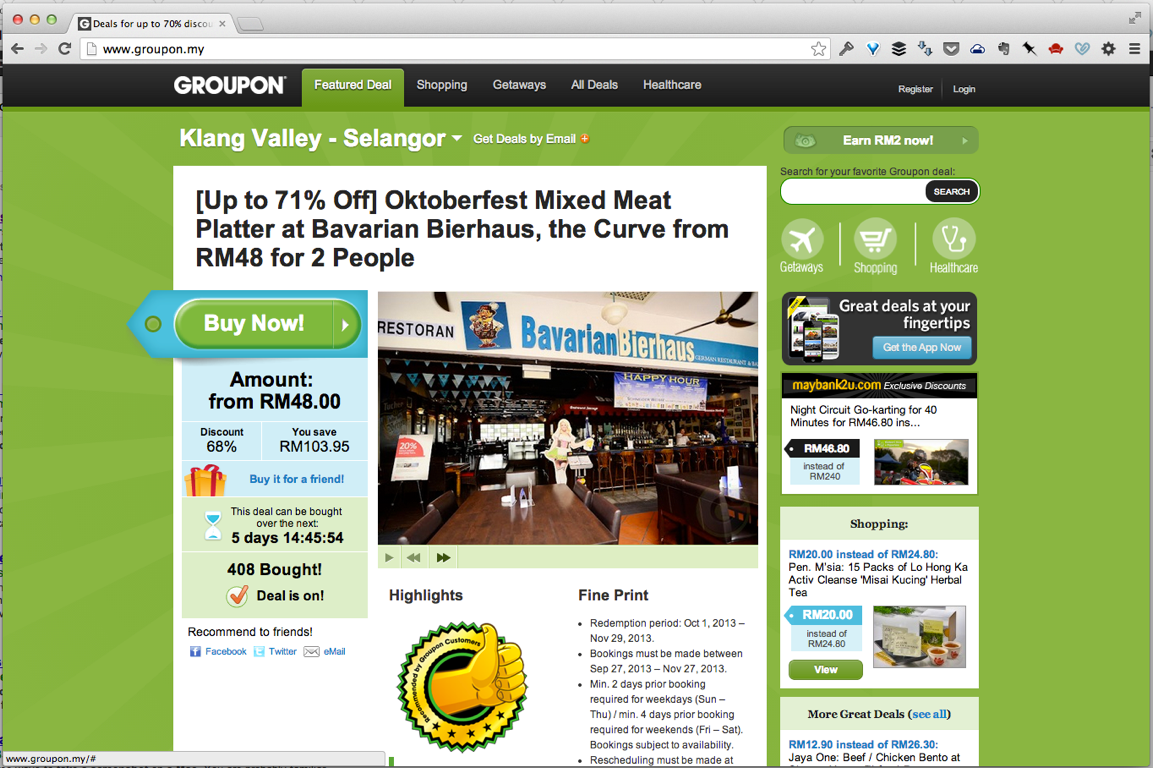 Deals for up to 70% discou
www.groupon.my
GROUPON
Featured Deal
Shopping
Getaways
All Deals
Healthcare
Register
Login
Klang Valley - Selangor
Get Deals by Email
Earn RM2 now!
Search for your favorite Groupon deal:
SEARCH
Getaways
Shopping
Healthcare
[Up to 71% Off] Oktoberfest Mixed Meat
Platter at Bavarian Bierhaus, the Curve from
RM48 for 2 People
Buy Now!
Amount:
from RM48.00
Discount
68%
You save
RM103.95
Buy it for a friend!
This deal can be bought
over the next:
5 days 14:45:54
408 Bought!
Deal is on!
Recommend to friends!
Facebook
Twitter
eMail
RESTORAN
BavarianBierhaus
GERMAN RESTAURANT & BA
HAPPY HOUR
20%
Highlights
Recommended by Groupon Customers
Fine Print
Redemption period: Oct 1, 2013 –
Nov 29, 2013.
Bookings must be made between
Sep 27, 2013 – Nov 27, 2013.
Min. 2 days prior booking
required for weekdays (Sun –
Thu) / min. 4 days prior booking
required for weekends (Fri – Sat).
Bookings subject to availability.
Rescheduling must be made at
Great deals at your
fingertips
Get the App Now
maybank2u.com Exclusive Discounts
Night Circuit Go-karting for 40
Minutes for RM46.80 ins...
RM46.80
instead of
RM240
Shopping:
RM20.00 instead of RM24.80:
Pen. M'sia: 15 Packs of Lo Hong Ka
Activ Cleanse 'Misai Kucing' Herbal
Tea
RM20.00
instead of
RM24.80
View
More Great Deals (see all)
RM12.90 instead of RM26.30:
Jaya One: Beef / Chicken Bento at
www.groupon.my/#